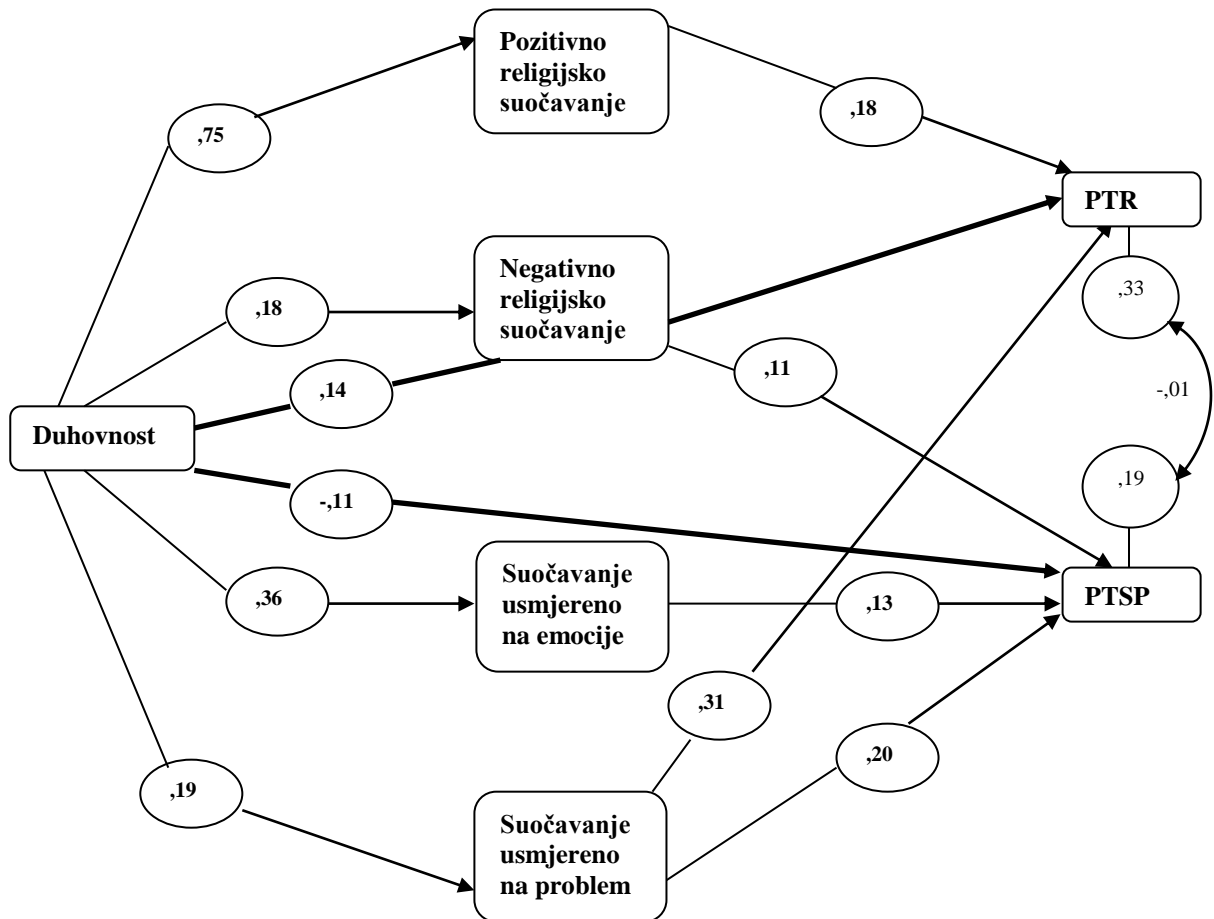 Pozitivno
religijsko
suočavanje
,75
,18
PTR
Negativno
religijsko
suočavanje
,33
,18
,14
,11
-,01
Duhovnost
-,11
,19
Suočavanje
usmjereno
na emocije
,36
,13
PTSP
,31
,20
,19
Suočavanje
usmjereno
na problem